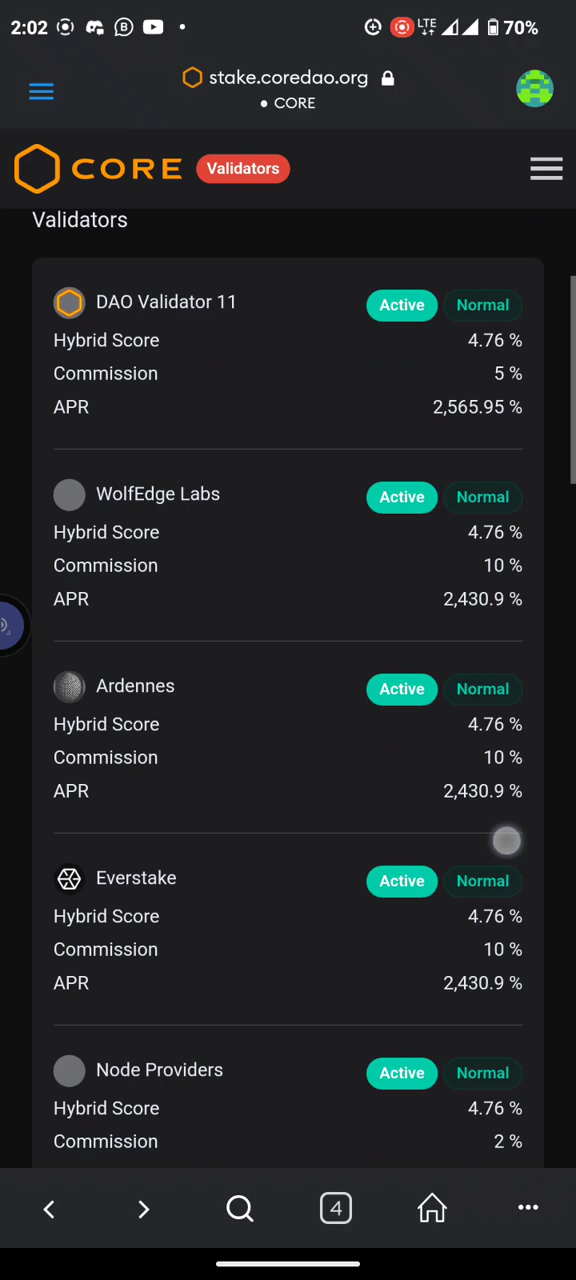 2:02
LTE
70%
stake.coredao.org
• CORE
CORE
Validators
Validators
DAO Validator 11
Active
Normal
Hybrid Score
4.76 %
Commission
5 %
APR
2,565.95 %
WolfEdge Labs
Active
Normal
Hybrid Score
4.76 %
Commission
10 %
APR
2,430.9 %
Ardennes
Active
Normal
Hybrid Score
4.76 %
Commission
10 %
APR
2,430.9 %
Everstake
Active
Normal
Hybrid Score
4.76 %
Commission
10 %
APR
2,430.9 %
Node Providers
Active
Normal
Hybrid Score
4.76 %
Commission
2 %
4